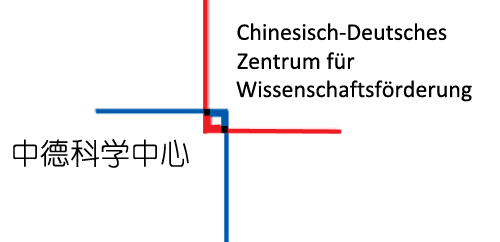 Chinesisch-Deutsches
Zentrum für
Wissenschaftsförderung
中德科学中心